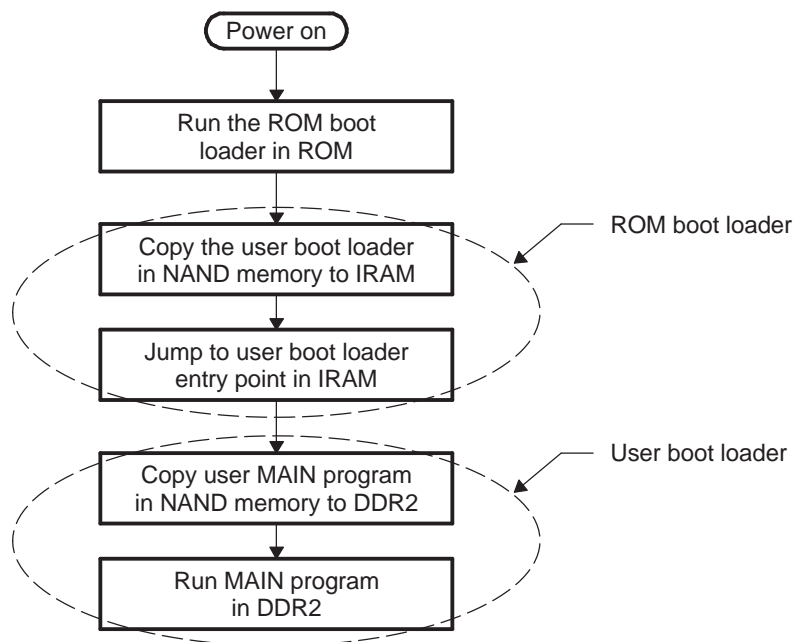 Power on
Run the ROM boot
loader in ROM
Copy the user boot loader
in NAND memory to IRAM
ROM boot loader
Jump to user boot loader
entry point in IRAM
Copy user MAIN program
in NAND memory to DDR2
User boot loader
Run MAIN program
in DDR2